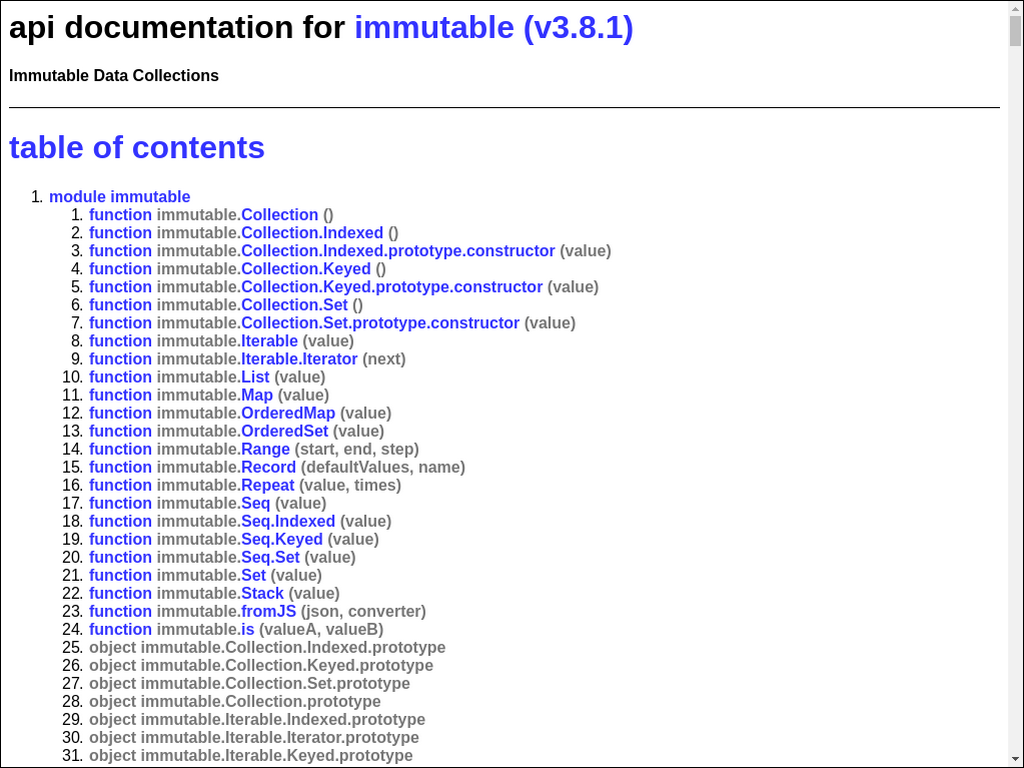 api documentation for immutable (v3.8.1)
Immutable Data Collections
table of contents
1. module immutable
1. function immutable.Collection ()
2. function immutable.Collection.Indexed ()
3. function immutable.Collection.Indexed.prototype.constructor (value)
4. function immutable.Collection.Keyed ()
5. function immutable.Collection.Keyed.prototype.constructor (value)
6. function immutable.Collection.Set ()
7. function immutable.Collection.Set.prototype.constructor (value)
8. function immutable.Iterable (value)
9. function immutable.Iterable.Iterator (next)
10. function immutable.List (value)
11. function immutable.Map (value)
12. function immutable.OrderedMap (value)
13. function immutable.OrderedSet (value)
14. function immutable.Range (start, end, step)
15. function immutable.Record (defaultValues, name)
16. function immutable.Repeat (value, times)
17. function immutable.Seq (value)
18. function immutable.Seq.Indexed (value)
19. function immutable.Seq.Keyed (value)
20. function immutable.Seq.Set (value)
21. function immutable.Set (value)
22. function immutable.Stack (value)
23. function immutable.fromJS (json, converter)
24. function immutable.is (valueA, valueB)
25. object immutable.Collection.Indexed.prototype
26. object immutable.Collection.Keyed.prototype
27. object immutable.Collection.Set.prototype
28. object immutable.Collection.prototype
29. object immutable.Iterable.Indexed.prototype
30. object immutable.Iterable.Iterator.prototype
31. object immutable.Iterable.Keyed.prototype